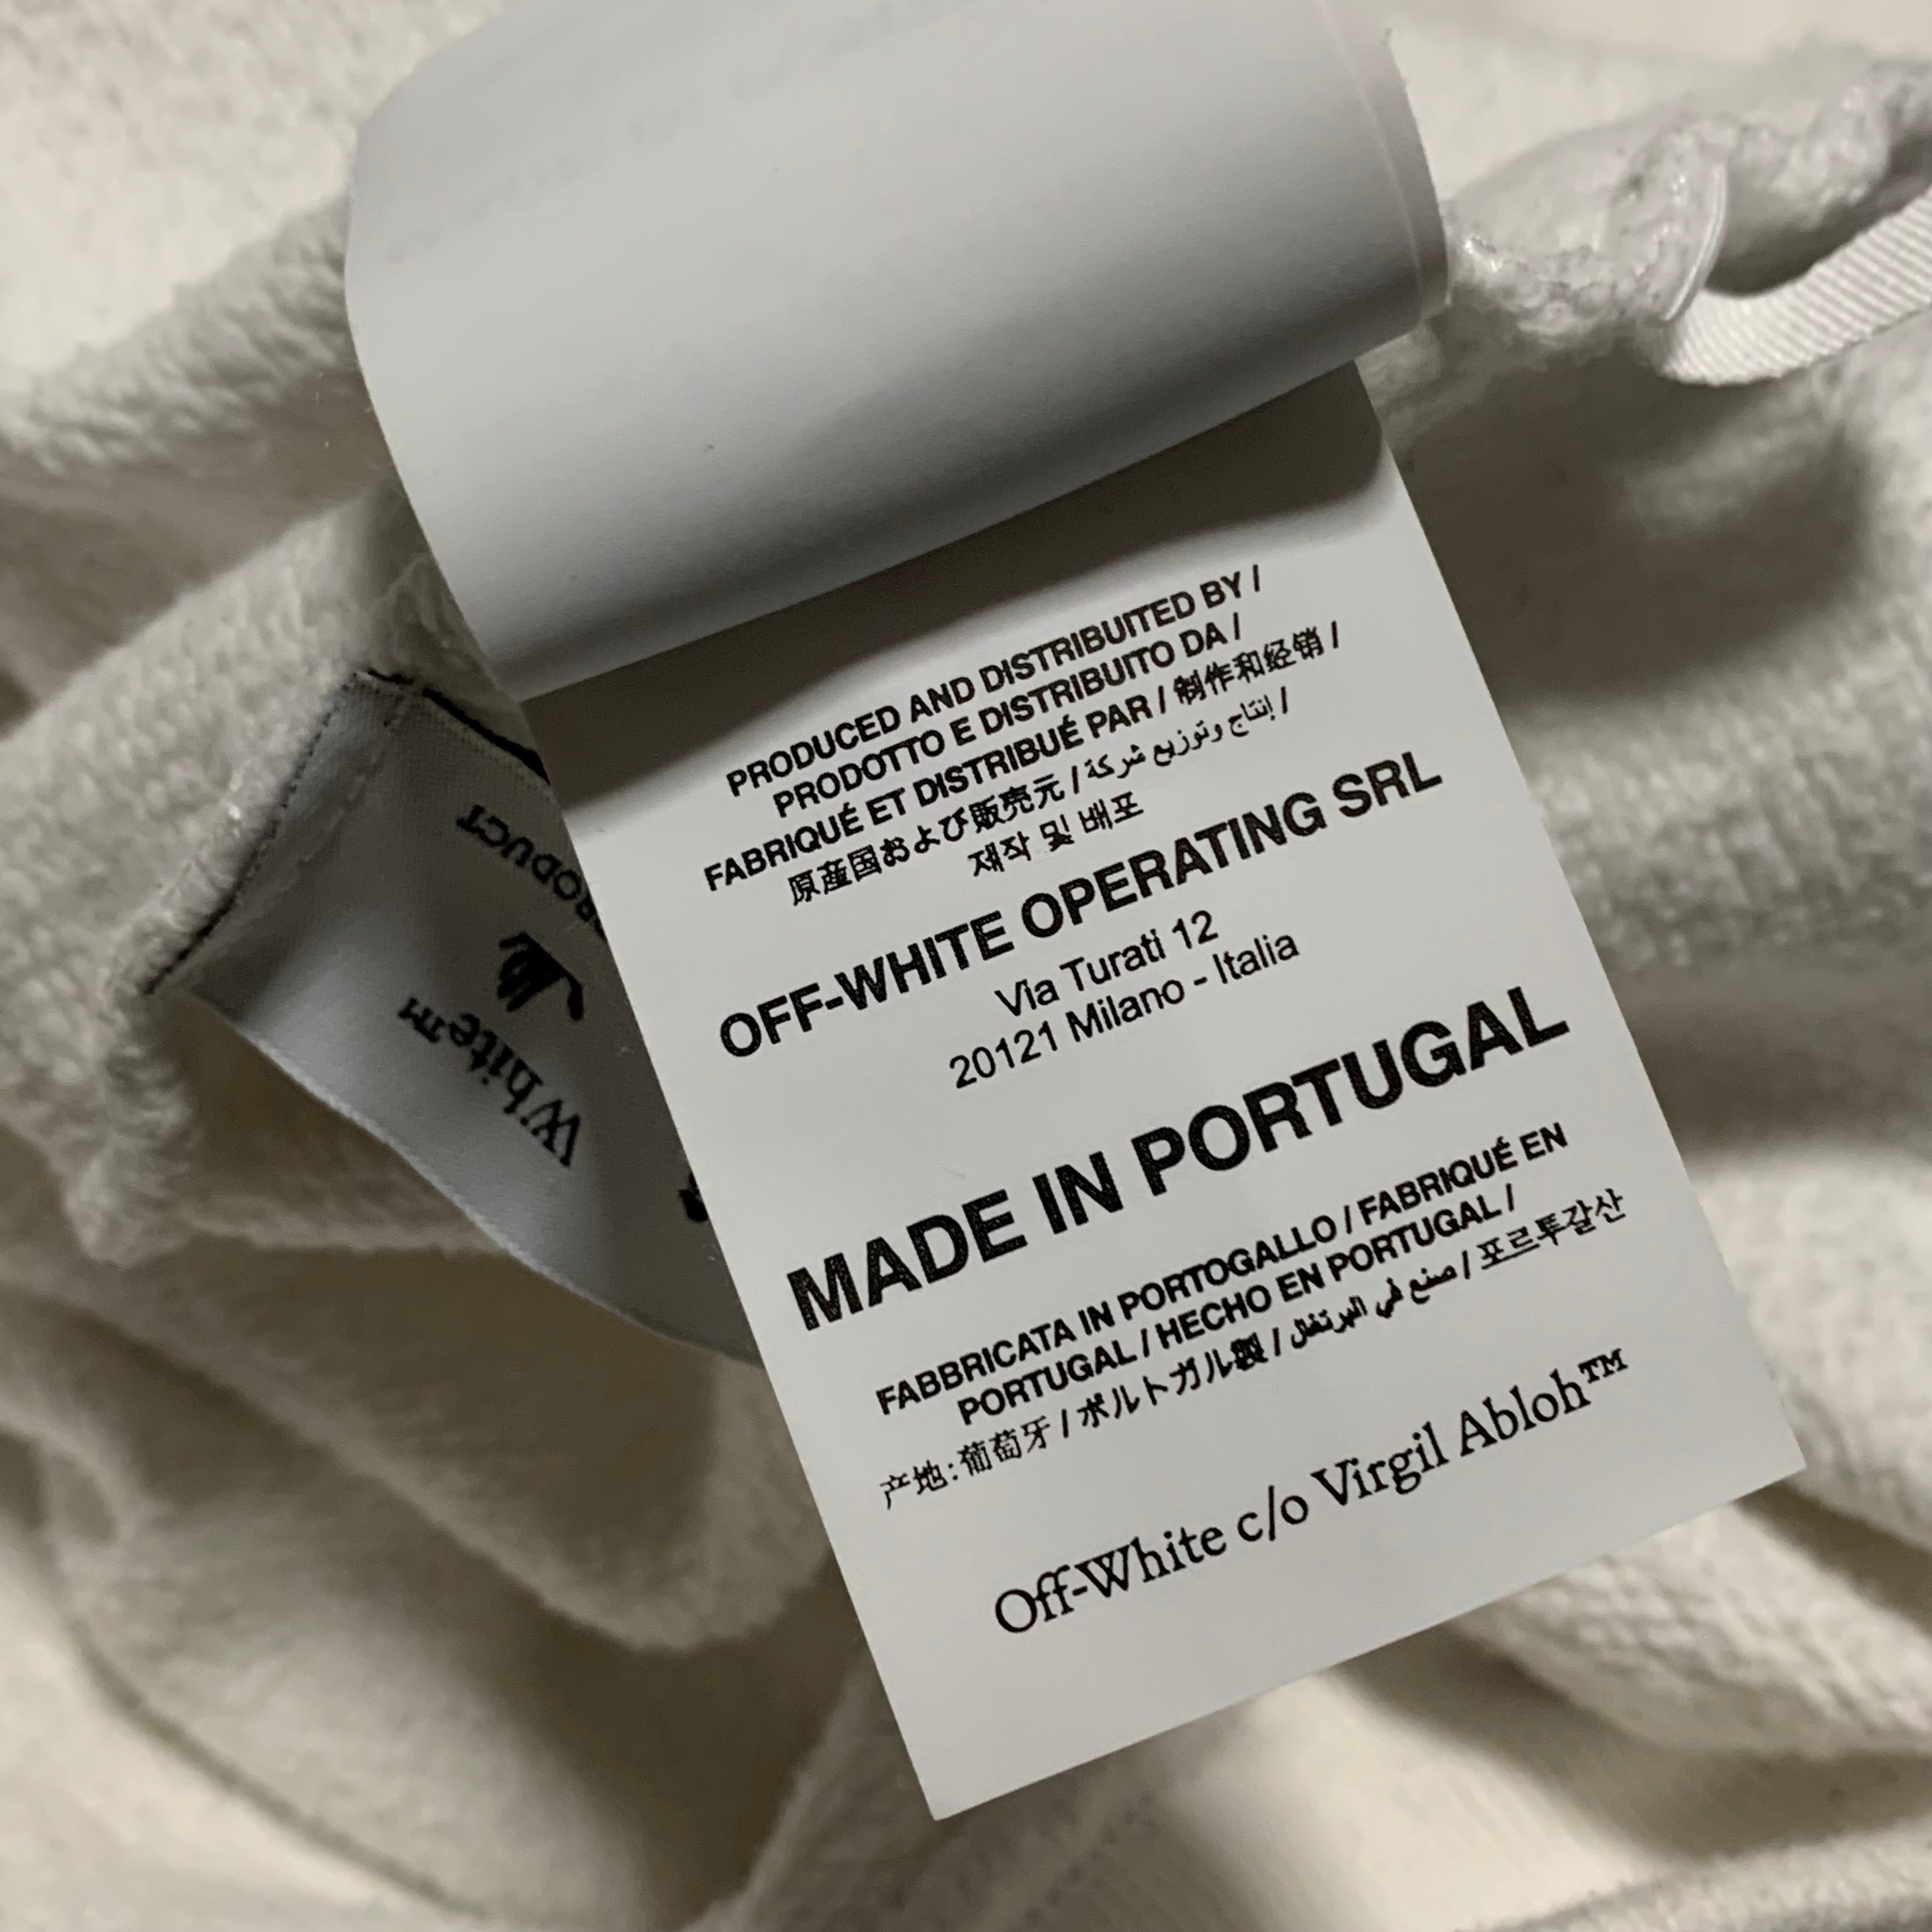 PRODUCED AND DISTRIBUITED BY /
PRODOTTO E DISTRIBUITO DA /
FABRIQUÉ ET DISTRIBUÉ PAR / 制作和经销 /
原産国および販売元 / إنتاج وتوزيع شركة /
제작 및 배포
OFF-WHITE OPERATING SRL
Via Turati 12
20121 Milano - Italia
MADE IN PORTUGAL
FABBRICATA IN PORTOGALLO / FABRIQUÉ EN
PORTUGAL / HECHO EN PORTUGAL /
产地:葡萄牙 / ポルトガル製 / صنع في البرتغال / 포르투갈산
Off-White c/o Virgil Abloh™
White™
PRODUCT